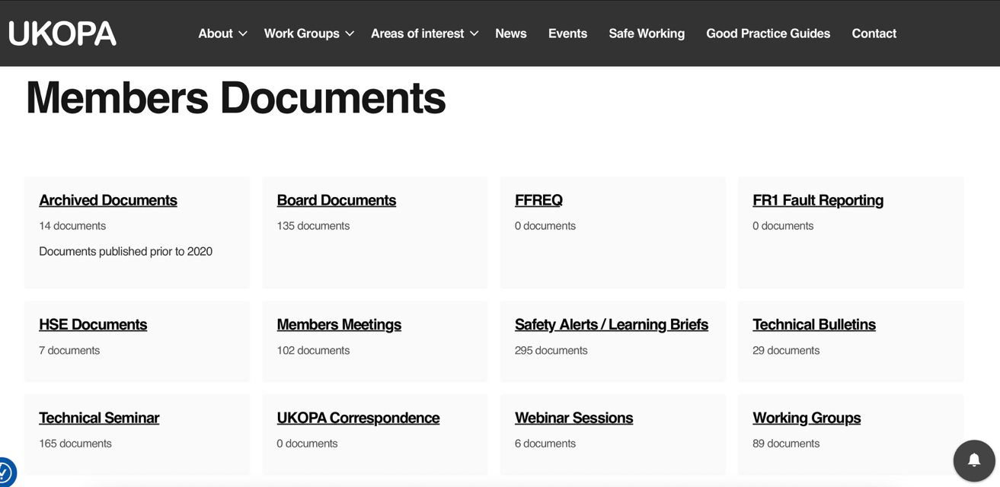 UKOPA
About
Work Groups
Areas of interest
News
Events
Safe Working
Good Practice Guides
Contact
Members Documents
Archived Documents
14 documents
Documents published prior to 2020
Board Documents
135 documents
FFREQ
0 documents
FR1 Fault Reporting
0 documents
HSE Documents
7 documents
Members Meetings
102 documents
Safety Alerts / Learning Briefs
295 documents
Technical Bulletins
29 documents
Technical Seminar
165 documents
UKOPA Correspondence
0 documents
Webinar Sessions
6 documents
Working Groups
89 documents